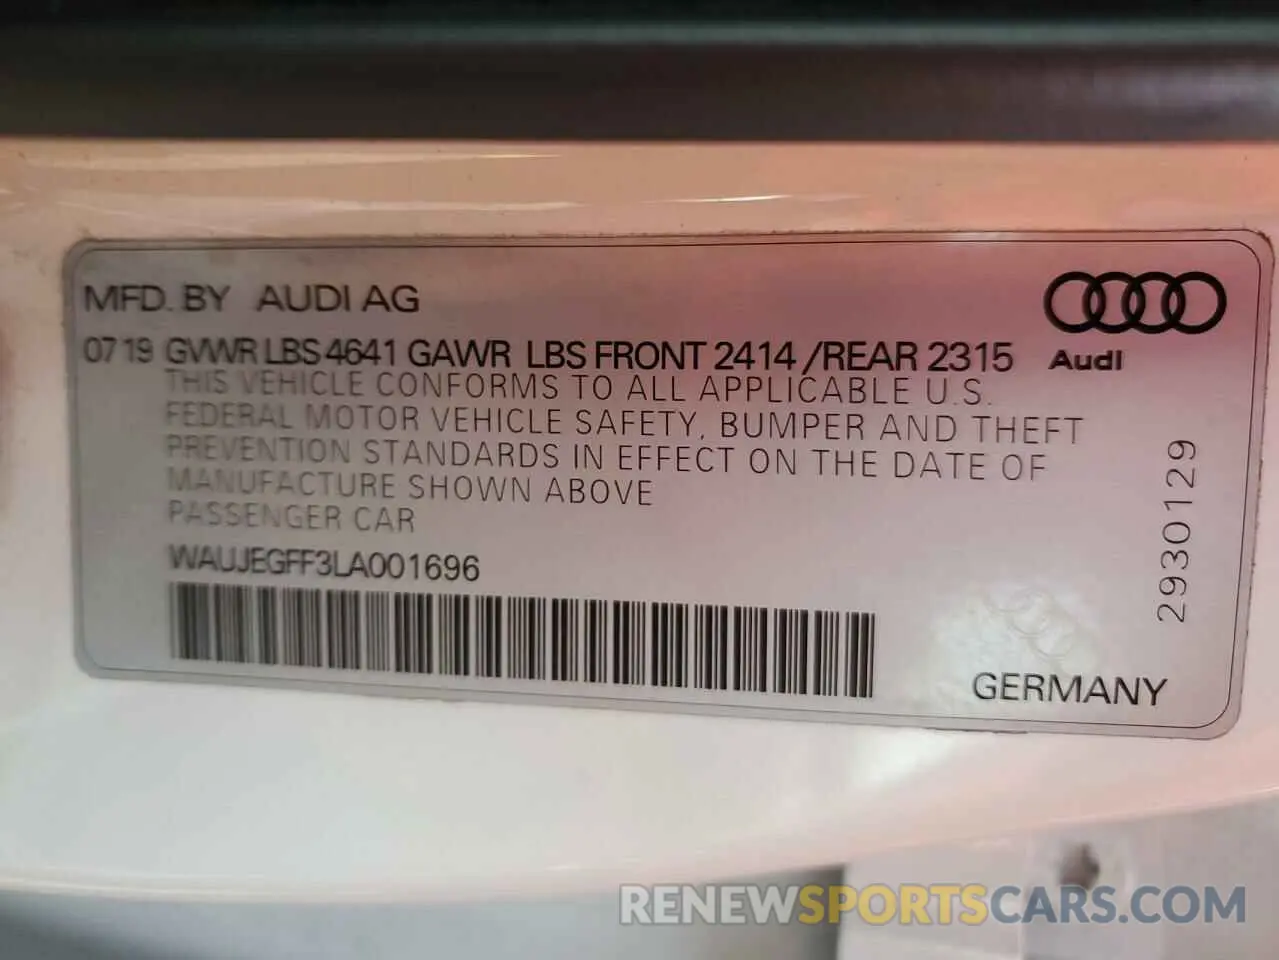 MFD. BY AUDI AG
07 19 GVWR LBS 4641 GAWR LBS FRONT 2414 /REAR 2315
Audi
THIS VEHICLE CONFORMS TO ALL APPLICABLE U.S.
FEDERAL MOTOR VEHICLE SAFETY, BUMPER AND THEFT
PREVENTION STANDARDS IN EFFECT ON THE DATE OF
MANUFACTURE SHOWN ABOVE
PASSENGER CAR
WAUJEGFF3LA001696
2930129
GERMANY
RENEWSPORTSCARS.COM